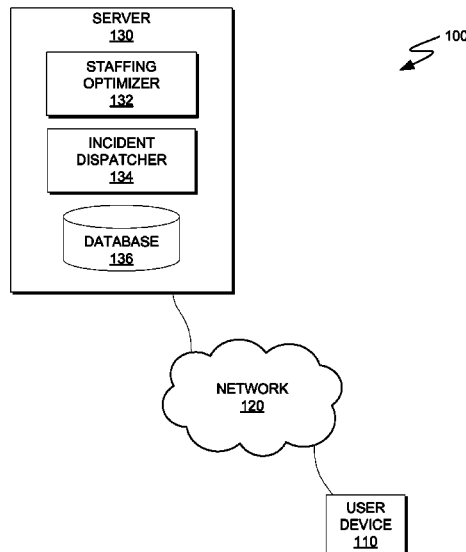 SERVER
130
100
STAFFING
OPTIMIZER
132
INCIDENT
DISPATCHER
134
DATABASE
136
NETWORK
120
USER
DEVICE
110